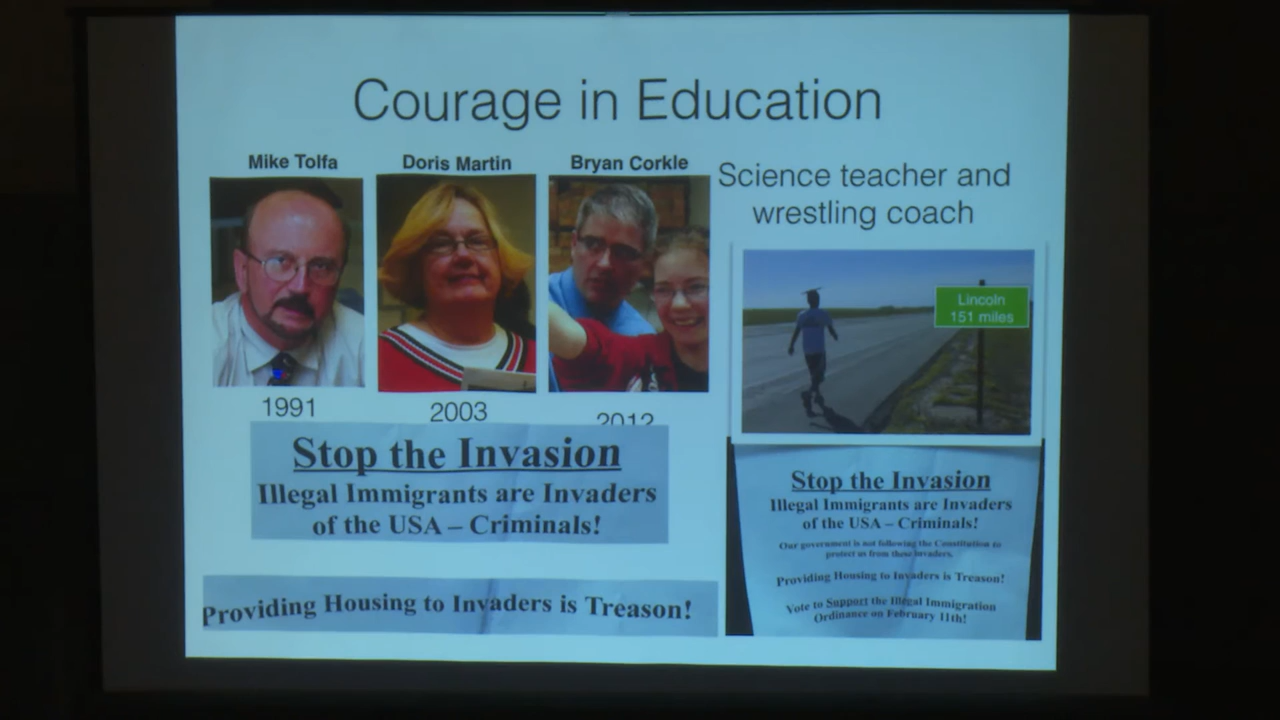 Courage in Education
Mike Tolfa
Doris Martin
Bryan Corkle
1991
2003
2012
Science teacher and
wrestling coach
Lincoln
151 miles
Stop the Invasion
Illegal Immigrants are Invaders
of the USA – Criminals!
Providing Housing to Invaders is Treason!
Stop the Invasion
Illegal Immigrants are Invaders
of the USA – Criminals!
Our government is not following the Constitution to
protect us from these invaders.
Providing Housing to Invaders is Treason!
Vote to Support the Illegal Immigration
Ordinance on February 11th!